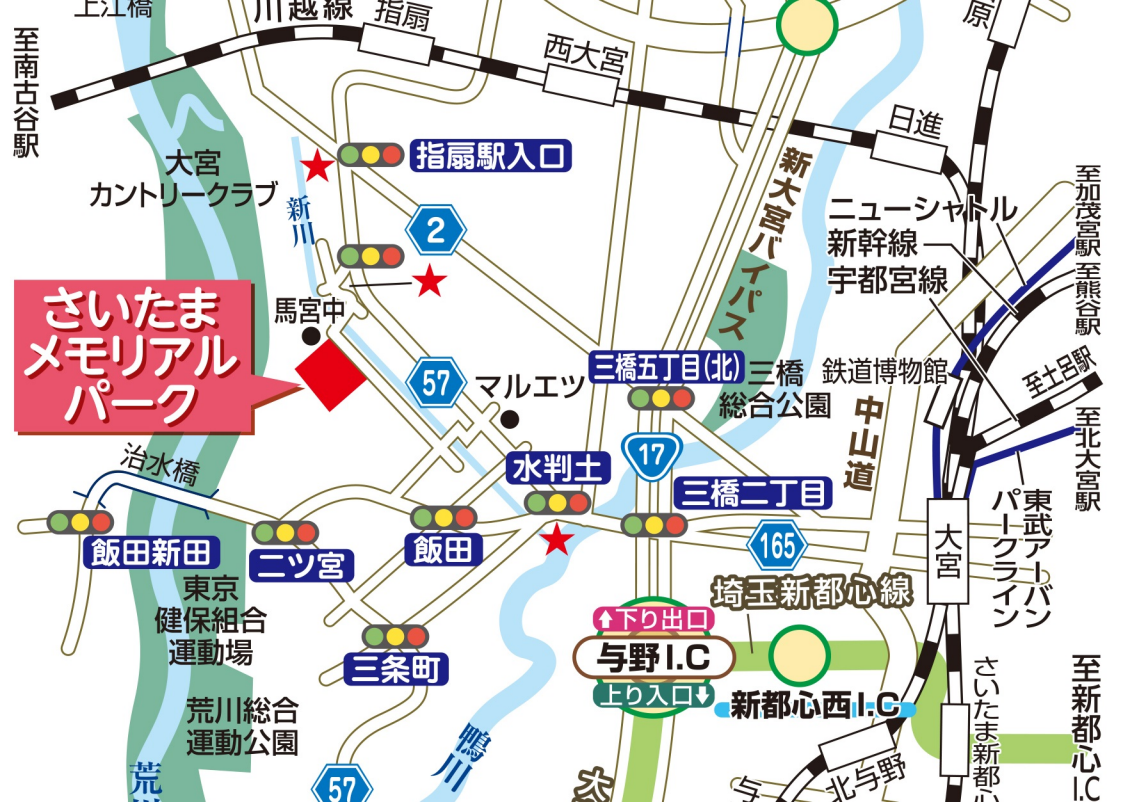 上江橋
川越線
指扇
西大宮
日進
原
至南古谷駅
大宮
カントリークラブ
新川
指扇駅入口
2
新大宮バイパス
ニューシャトル
新幹線
宇都宮線
至加茂宮駅
至熊谷駅
至土呂駅
至北大宮駅
さいたま
メモリアル
パーク
馬宮中
57
マルエツ
三橋五丁目(北)
三橋
総合公園
鉄道博物館
中山道
治水橋
水判土
17
三橋二丁目
165
飯田新田
二ツ宮
飯田
大宮
東武アーバン
パークライン
東京
健保組合
運動場
三条町
埼玉新都心線
下り出口
与野I.C
上り入口
新都心西I.C
荒川総合
運動公園
鴨川
57
荒
大
与
北与野
さいたま新都心
至新都心I.C